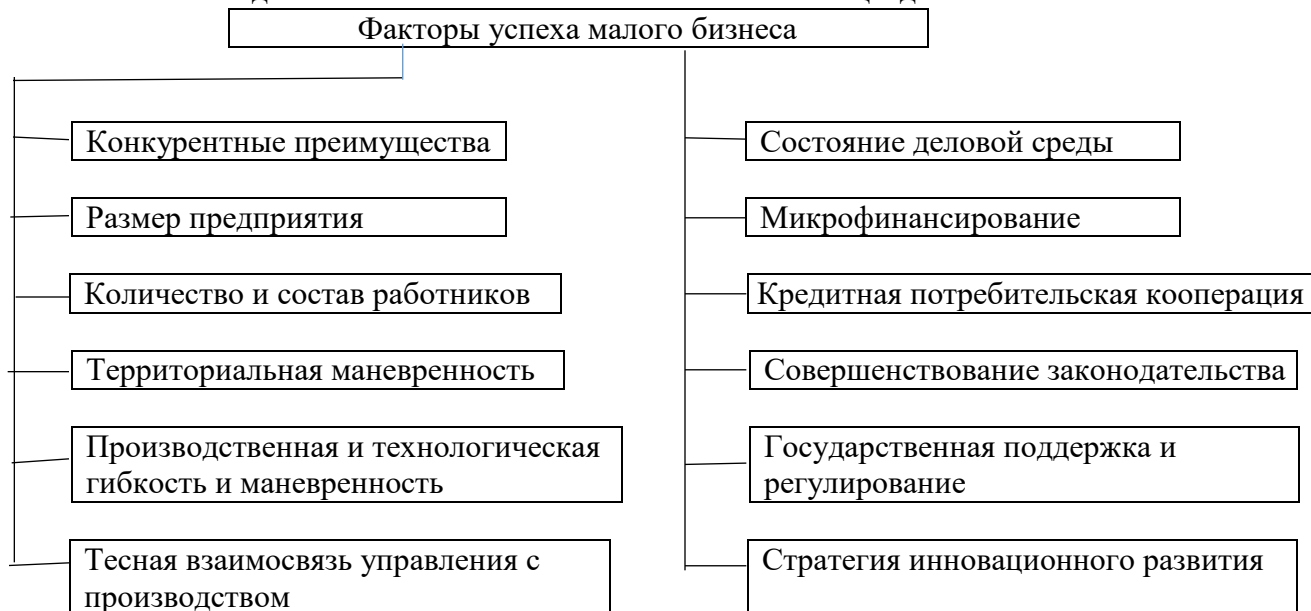 Факторы успеха малого бизнеса
Конкурентные преимущества
Размер предприятия
Количество и состав работников
Территориальная маневренность
Производственная и технологическая
гибкость и маневренность
Тесная взаимосвязь управления с
производством
Состояние деловой среды
Микрофинансирование
Кредитная потребительская кооперация
Совершенствование законодательства
Государственная поддержка и
регулирование
Стратегия инновационного развития